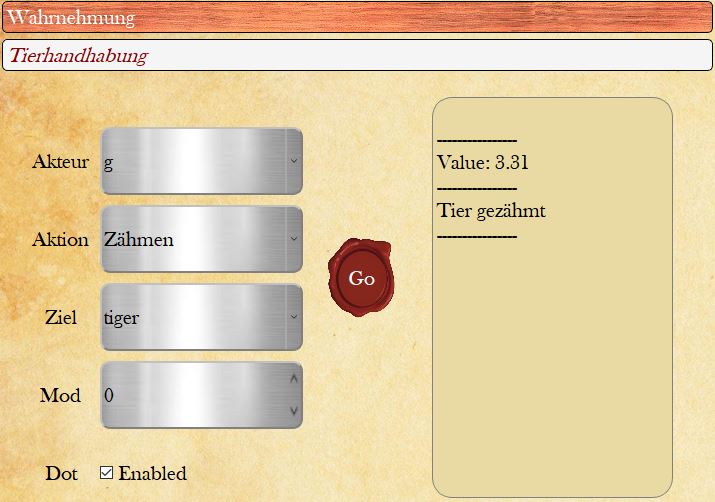 Wahrnehmung
Tierhandhabung
Akteur g
Aktion Zähmen
Ziel tiger
Mod 0
Dot Enabled
Go
----------------
Value: 3.31
----------------
Tier gezähmt
----------------